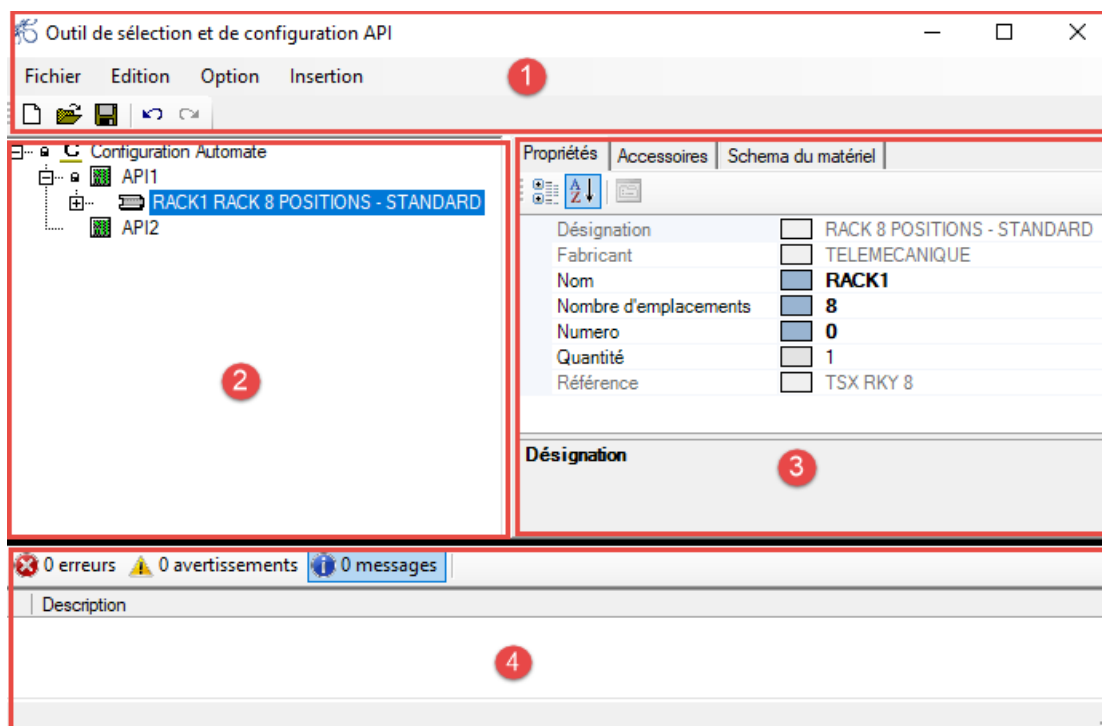 Outil de sélection et de configuration API
Fichier Edition Option Insertion
1
C Configuration Automate
API1
RACK1 RACK 8 POSITIONS - STANDARD
API2
2
Propriétés Accessoires Schema du matériel
Désignation RACK 8 POSITIONS - STANDARD
Fabricant TELEMECANIQUE
Nom RACK1
Nombre d'emplacements 8
Numero 0
Quantité 1
Référence TSX RKY 8
Désignation
3
0 erreurs 0 avertissements 0 messages
Description
4